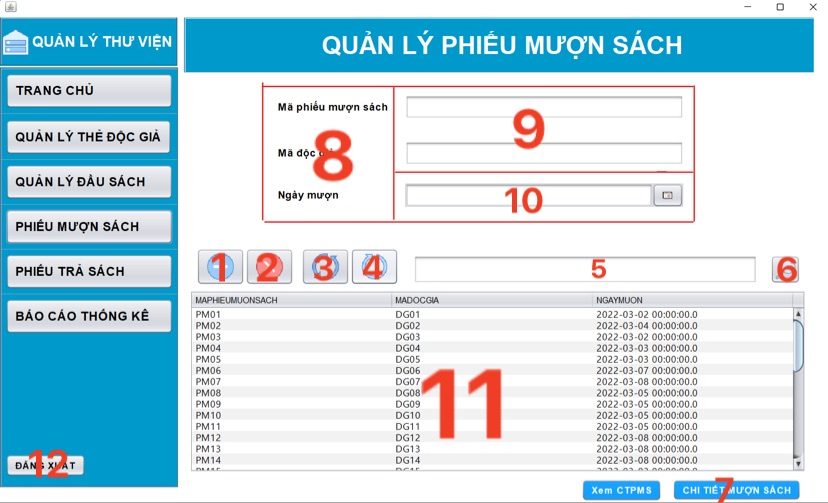 QUẢN LÝ THƯ VIỆN
QUẢN LÝ PHIẾU MƯỢN SÁCH
TRANG CHỦ
QUẢN LÝ THẺ ĐỘC GIẢ
QUẢN LÝ ĐẦU SÁCH
PHIẾU MƯỢN SÁCH
PHIẾU TRẢ SÁCH
BÁO CÁO THỐNG KÊ
ĐĂNG XUẤT
12
Mã phiếu mượn sách
Mã độc giả
Ngày mượn
8
9
10
1 2 3 4 5 6
MAPHIEUMUONSACH MADOCGIA NGAYMUON
PM01 DG01 2022-03-02 00:00:00.0
PM02 DG02 2022-03-04 00:00:00.0
PM03 DG03 2022-03-02 00:00:00.0
PM04 DG04 2022-03-03 00:00:00.0
PM05 DG05 2022-03-03 00:00:00.0
PM06 DG06 2022-03-07 00:00:00.0
PM07 DG07 2022-03-08 00:00:00.0
PM08 DG08 2022-03-05 00:00:00.0
PM09 DG09 2022-03-05 00:00:00.0
PM10 DG10 2022-03-05 00:00:00.0
PM11 DG11 2022-03-05 00:00:00.0
PM12 DG12 2022-03-08 00:00:00.0
PM13 DG13 2022-03-08 00:00:00.0
PM14 DG14 2022-03-08 00:00:00.0
11
Xem CTPMS
CHI TIẾT MƯỢN SÁCH
7